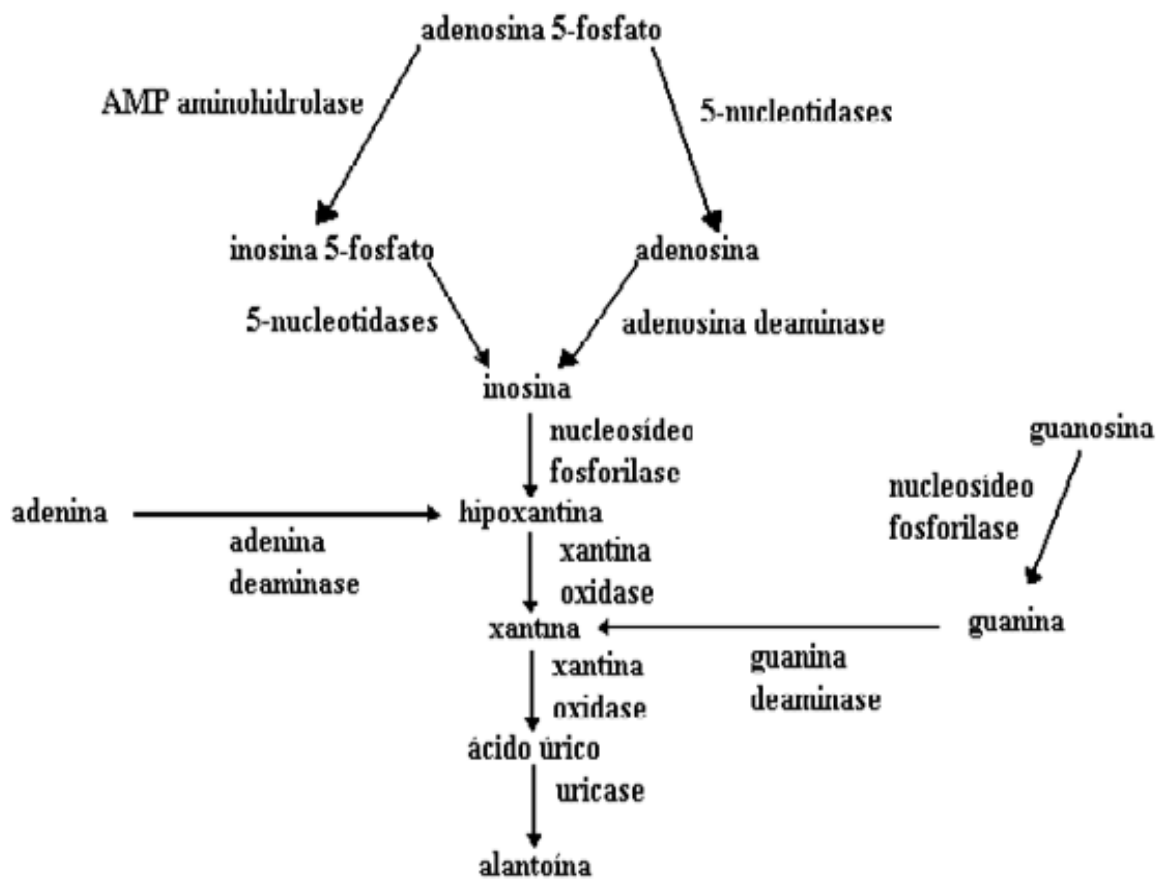 adenosina 5-fosfato
AMP aminohidrolase
5-nucleotidases
inosina 5-fosfato
adenosina
5-nucleotidases
adenosina deaminase
inosina
nucleosídeo
fosforilase
guanosina
nucleosídeo
fosforilase
adenina
hipoxantina
adenina
deaminase
xantina
oxidase
xantina
guanina
guanina
deaminase
xantina
oxidase
ácido úrico
uricase
alantoína